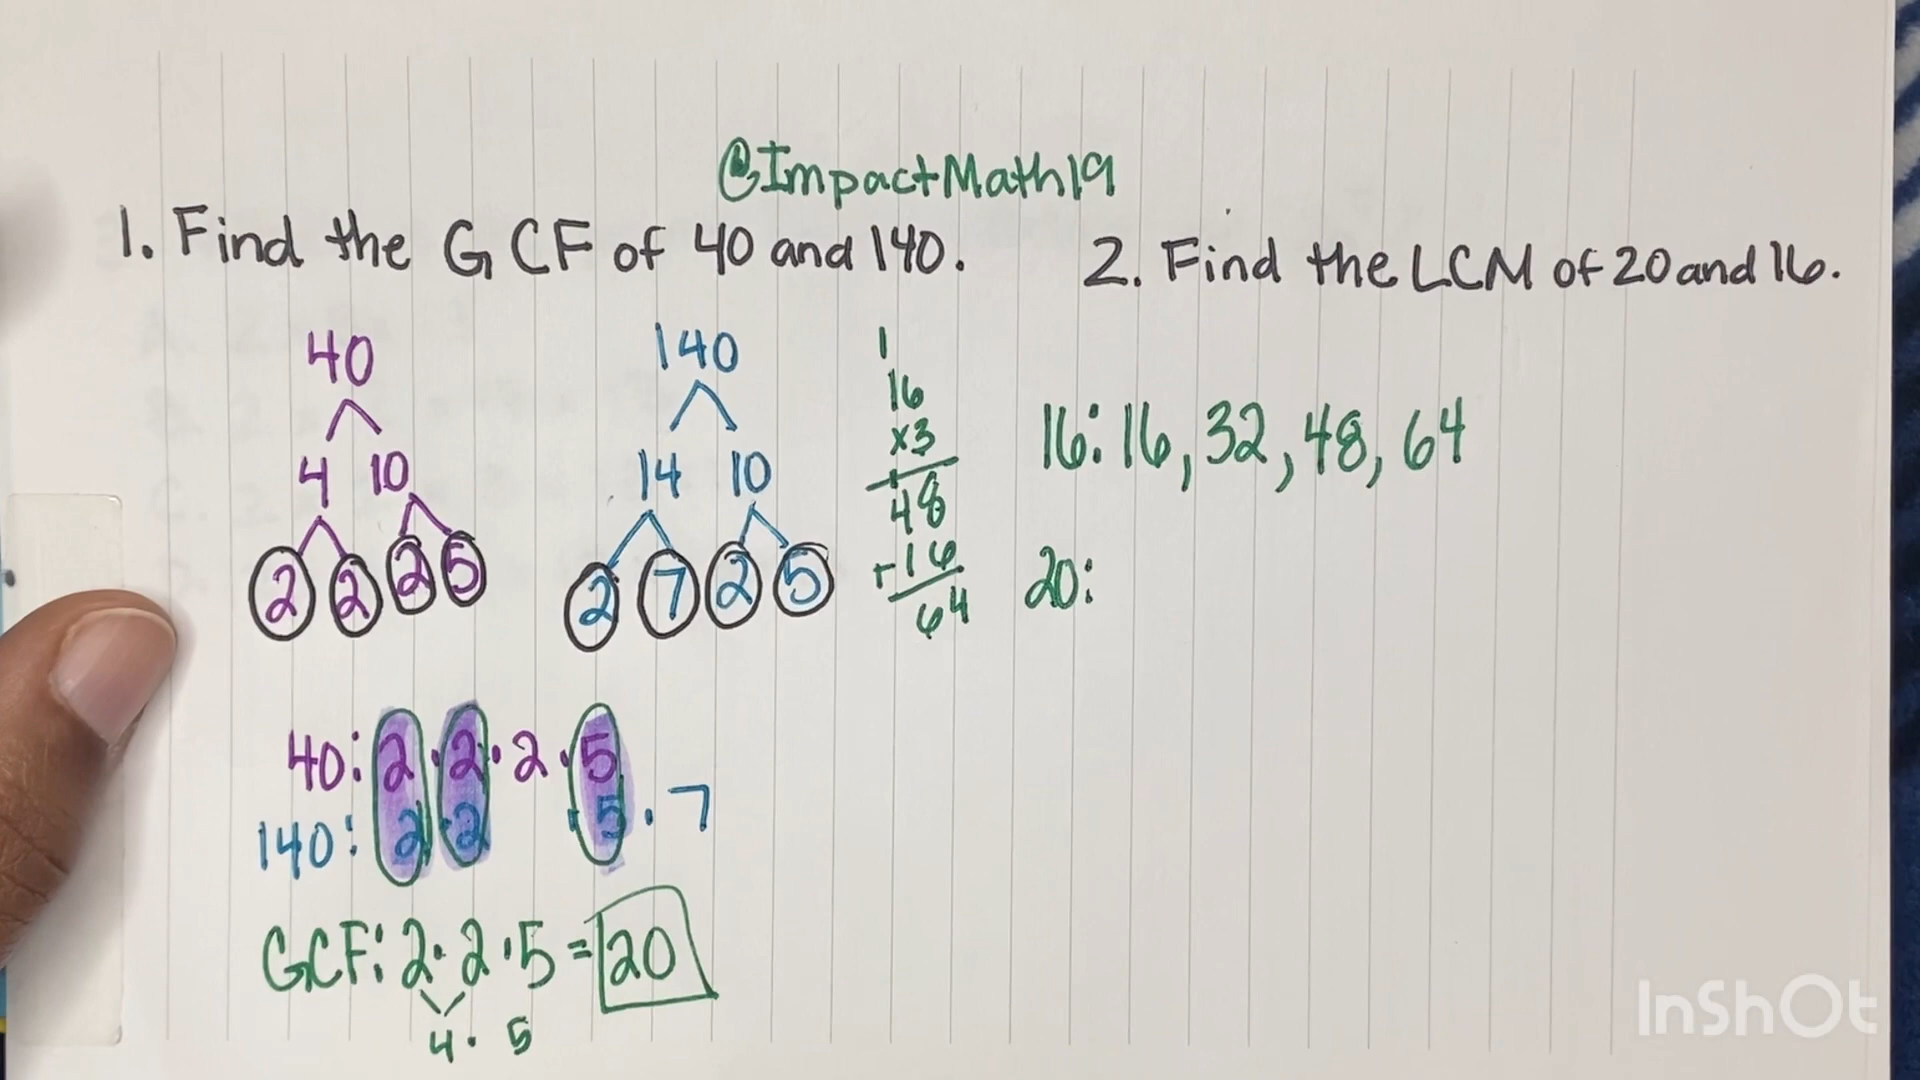 @ImpactMath19
1. Find the GCF of 40 and 140.
40
4 10
2 2 2 5
140
14 10
2 7 2 5
40: 2 · 2 · 2 · 5
140: 2 · 2 · 5 · 7
GCF: 2 · 2 · 5 = 20
4 · 5
2. Find the LCM of 20 and 16.
1
16
x3
48
+16
64
16: 16, 32, 48, 64
20:
InShOt